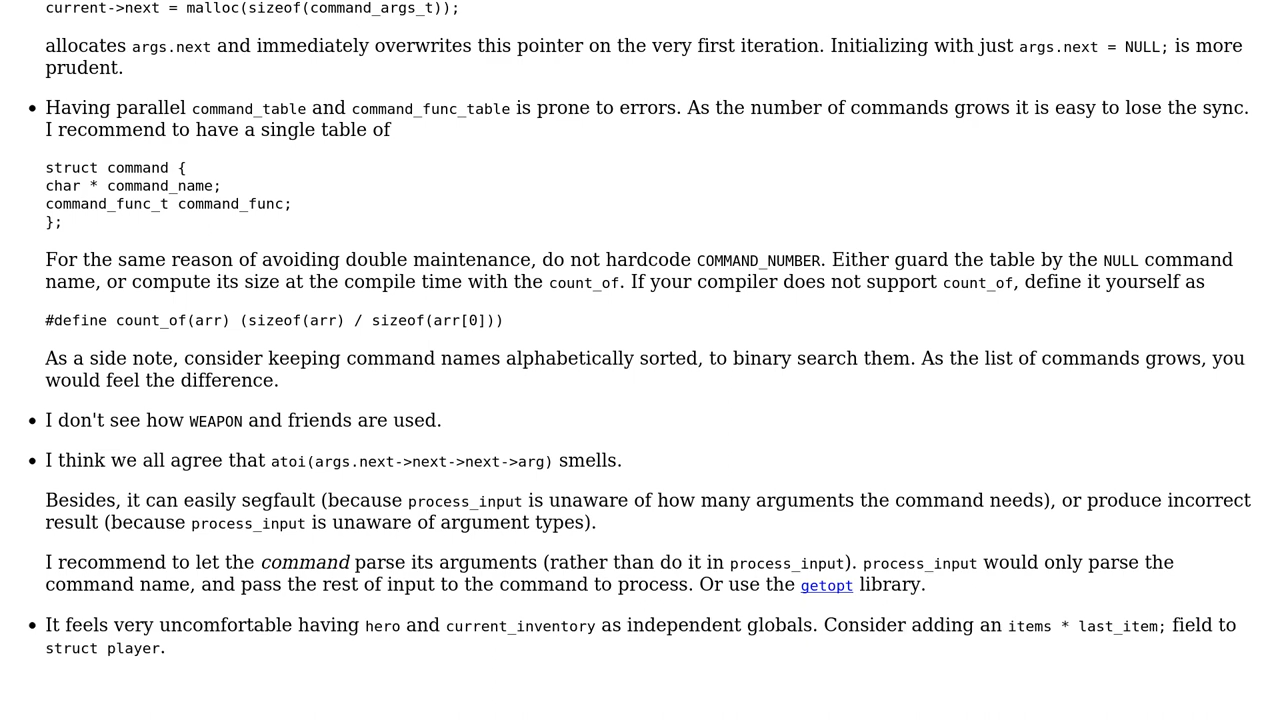 current->next = malloc(sizeof(command_args_t));
allocates args.next and immediately overwrites this pointer on the very first iteration. Initializing with just args.next = NULL; is more
prudent.
• Having parallel command_table and command_func_table is prone to errors. As the number of commands grows it is easy to lose the sync.
I recommend to have a single table of
struct command {
char * command_name;
command_func_t command_func;
};
For the same reason of avoiding double maintenance, do not hardcode COMMAND_NUMBER. Either guard the table by the NULL command
name, or compute its size at the compile time with the count_of. If your compiler does not support count_of, define it yourself as
#define count_of(arr) (sizeof(arr) / sizeof(arr[0]))
As a side note, consider keeping command names alphabetically sorted, to binary search them. As the list of commands grows, you
would feel the difference.
• I don't see how WEAPON and friends are used.
• I think we all agree that atoi(args.next->next->next->arg) smells.
Besides, it can easily segfault (because process_input is unaware of how many arguments the command needs), or produce incorrect
result (because process_input is unaware of argument types).
I recommend to let the command parse its arguments (rather than do it in process_input). process_input would only parse the
command name, and pass the rest of input to the command to process. Or use the getopt library.
• It feels very uncomfortable having hero and current_inventory as independent globals. Consider adding an items * last_item; field to
struct player.